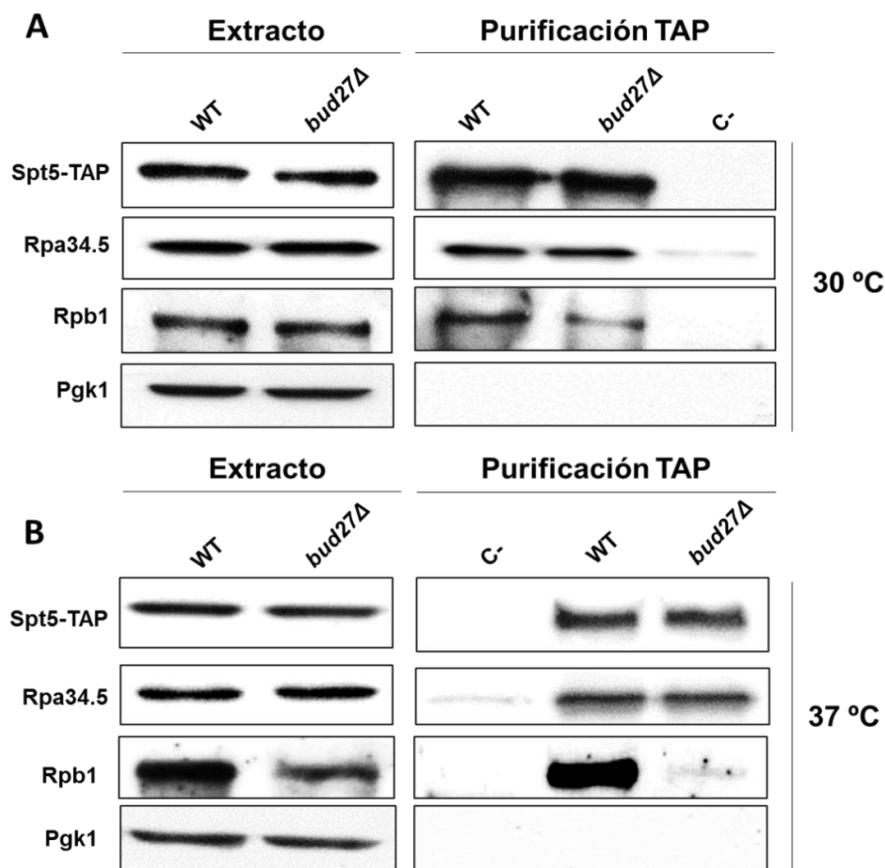 A
Extracto
Purificación TAP
WT
bud27Δ
WT
bud27Δ
C-
Spt5-TAP
Rpa34.5
Rpb1
Pgk1
30 ºC
Extracto
Purificación TAP
B
WT
bud27Δ
C-
WT
bud27Δ
Spt5-TAP
Rpa34.5
Rpb1
Pgk1
37 ºC